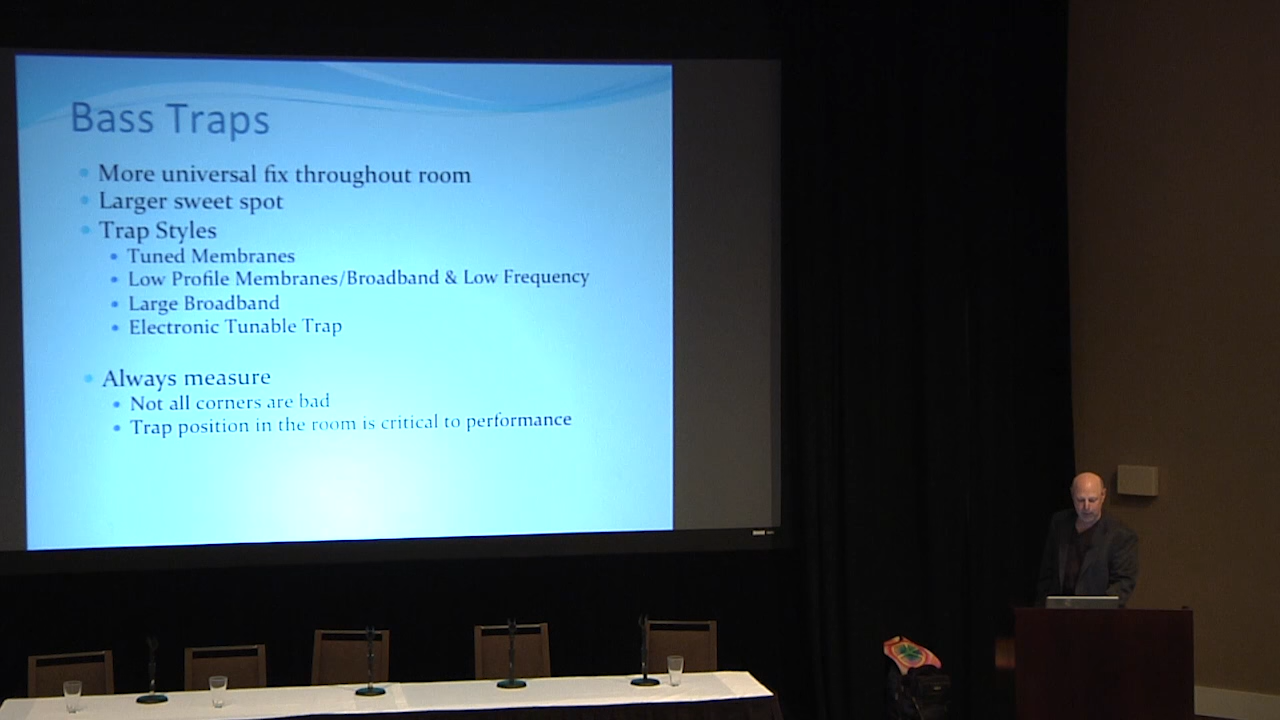 Bass Traps
More universal fix throughout room
Larger sweet spot
Trap Styles
Tuned Membranes
Low Profile Membranes/Broadband & Low Frequency
Large Broadband
Electronic Tunable Trap
Always measure
Not all corners are bad
Trap position in the room is critical to performance